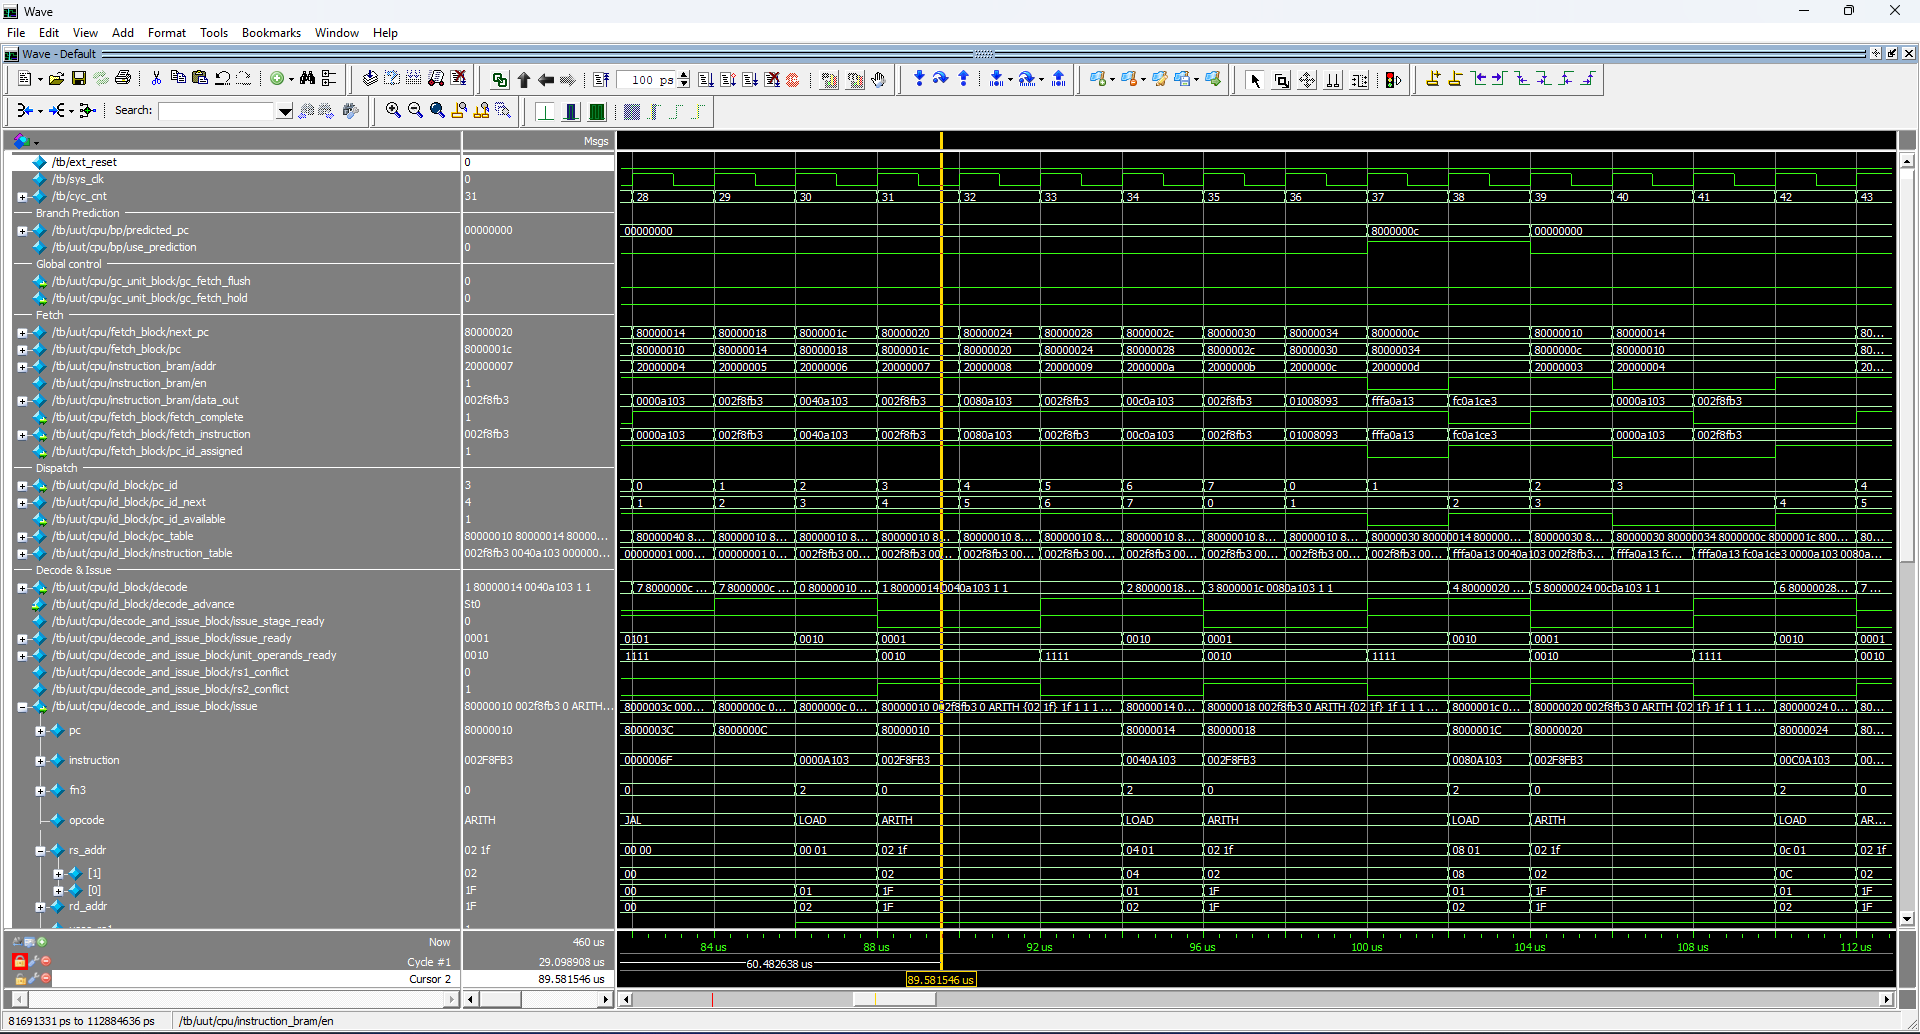 Wave
File Edit View Add Format Tools Bookmarks Window Help
Wave - Default
100 ps
Search:
Msgs
/tb/ext_reset 0
/tb/sys_clk 0
/tb/cyc_cnt 31 28 29 30 31 32 33 34 35 36 37 38 39 40 41 42 43
Branch Prediction
/tb/uut/cpu/bp/predicted_pc 00000000 00000000 8000000c 00000000
/tb/uut/cpu/bp/use_prediction 0
Global control
/tb/uut/cpu/gc_unit_block/gc_fetch_flush 0
/tb/uut/cpu/gc_unit_block/gc_fetch_hold 0
Fetch
/tb/uut/cpu/fetch_block/next_pc 80000020 80000014 80000018 8000001c 80000020 80000024 80000028 8000002c 80000030 80000034 8000000c 80000010 80000014 80...
/tb/uut/cpu/fetch_block/pc 8000001c 80000010 80000014 80000018 8000001c 80000020 80000024 80000028 8000002c 80000030 80000034 8000000c 80000010 80...
/tb/uut/cpu/instruction_bram/addr 20000007 20000004 20000005 20000006 20000007 20000008 20000009 2000000a 2000000b 2000000c 2000000d 20000003 20000004 20...
/tb/uut/cpu/instruction_bram/en 1
/tb/uut/cpu/instruction_bram/data_out 002f8fb3 0000a103 002f8fb3 0040a103 002f8fb3 0080a103 002f8fb3 00c0a103 002f8fb3 01008093 fffa0a13 fc0a1ce3 0000a103 002f8fb3
/tb/uut/cpu/fetch_block/fetch_complete 1
/tb/uut/cpu/fetch_block/fetch_instruction 002f8fb3 0000a103 002f8fb3 0040a103 002f8fb3 0080a103 002f8fb3 00c0a103 002f8fb3 01008093 fffa0a13 fc0a1ce3 0000a103 002f8fb3
/tb/uut/cpu/fetch_block/pc_id_assigned 1
Dispatch
/tb/uut/cpu/id_block/pc_id 3 0 1 2 3 4 5 6 7 0 1 2 3 4
/tb/uut/cpu/id_block/pc_id_next 4 1 2 3 4 5 6 7 0 1 2 3 4 5
/tb/uut/cpu/id_block/pc_id_available 1
/tb/uut/cpu/id_block/pc_table 80000010 80000014 80000... 80000040 8... 80000010 8... 80000010 8... 80000010 8 80000010 8... 80000010 8... 80000010 8... 80000010 8... 80000010 8... 80000030 80000014 800000... 80000030 8... 80000030 80000034 8000000c 8000001c 800... 80...
/tb/uut/cpu/id_block/instruction_table 002f8fb3 0040a103 000000... 00000001 000... 00000001 0... 002f8fb3 00... 002f8fb3 00 002f8fb3 00... 002f8fb3 00... 002f8fb3 00... 002f8fb3 00... 002f8fb3 00... 002f8fb3 00... fffa0a13 0040a103 002f8fb3... fffa0a13 fc... fffa0a13 fc0a1ce3 0000a103 0080a...
Decode & Issue
/tb/uut/cpu/id_block/decode 1 80000014 0040a103 1 1 7 8000000c ... 7 8000000c ... 0 80000010 ... 1 80000014 0040a103 1 1 2 80000018... 3 8000001c 0080a103 1 1 4 80000020 ... 5 80000024 00c0a103 1 1 6 80000028... 7 ...
/tb/uut/cpu/id_block/decode_advance St0
/tb/uut/cpu/decode_and_issue_block/issue_stage_ready 0
/tb/uut/cpu/decode_and_issue_block/issue_ready 0001 0101 0010 0001 0010 0001 0010 0001 0010 0001
/tb/uut/cpu/decode_and_issue_block/unit_operands_ready 0010 1111 0010 1111 0010 1111 0010 1111 0010
/tb/uut/cpu/decode_and_issue_block/rs1_conflict 0
/tb/uut/cpu/decode_and_issue_block/rs2_conflict 1
/tb/uut/cpu/decode_and_issue_block/issue 80000010 002f8fb3 0 ARITH... 8000003c 000... 8000000c 0... 8000000c 0... 80000010 002f8fb3 0 ARITH {02 1f} 1f 1 1 1 ... 80000014 0... 80000018 002f8fb3 0 ARITH {02 1f} 1f 1 1 1 ... 8000001c 0... 80000020 002f8fb3 0 ARITH {02 1f} 1f 1 1 1 ... 80000024 0... 80...
pc 80000010 8000003C 8000000C 80000010 80000014 80000018 8000001C 80000020 80000024 80...
instruction 002F8FB3 0000006F 0000A103 002F8FB3 0040A103 002F8FB3 0080A103 002F8FB3 00C0A103 00...
fn3 0 0 2 0 2 0 2 0 2 0
opcode ARITH JAL LOAD ARITH LOAD ARITH LOAD ARITH LOAD AR...
rs_addr 02 1f 00 00 00 01 02 1f 04 01 02 1f 08 01 02 1f 0c 01 02 1f
[1] 02 00 02 04 02 08 02 0C 02
[0] 1F 00 01 1F 01 1F 01 1F 01 1F
rd_addr 1F 00 02 1F 02 1F 02 1F 02 1F
Now 460 us 84 us 88 us 92 us 96 us 100 us 104 us 108 us 112 us
Cycle #1 29.098908 us 60.482638 us
Cursor 2 89.581546 us 89.581546 us
81691331 ps to 112884636 ps /tb/uut/cpu/instruction_bram/en